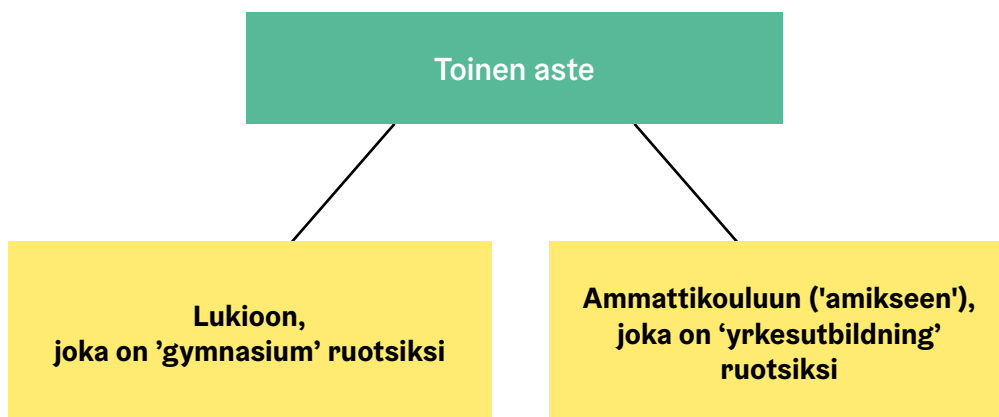 Toinen aste
Lukioon,
joka on ’gymnasium’ ruotsiksi
Ammattikouluun ('amikseen'),
joka on ‘yrkesutbildning’
ruotsiksi